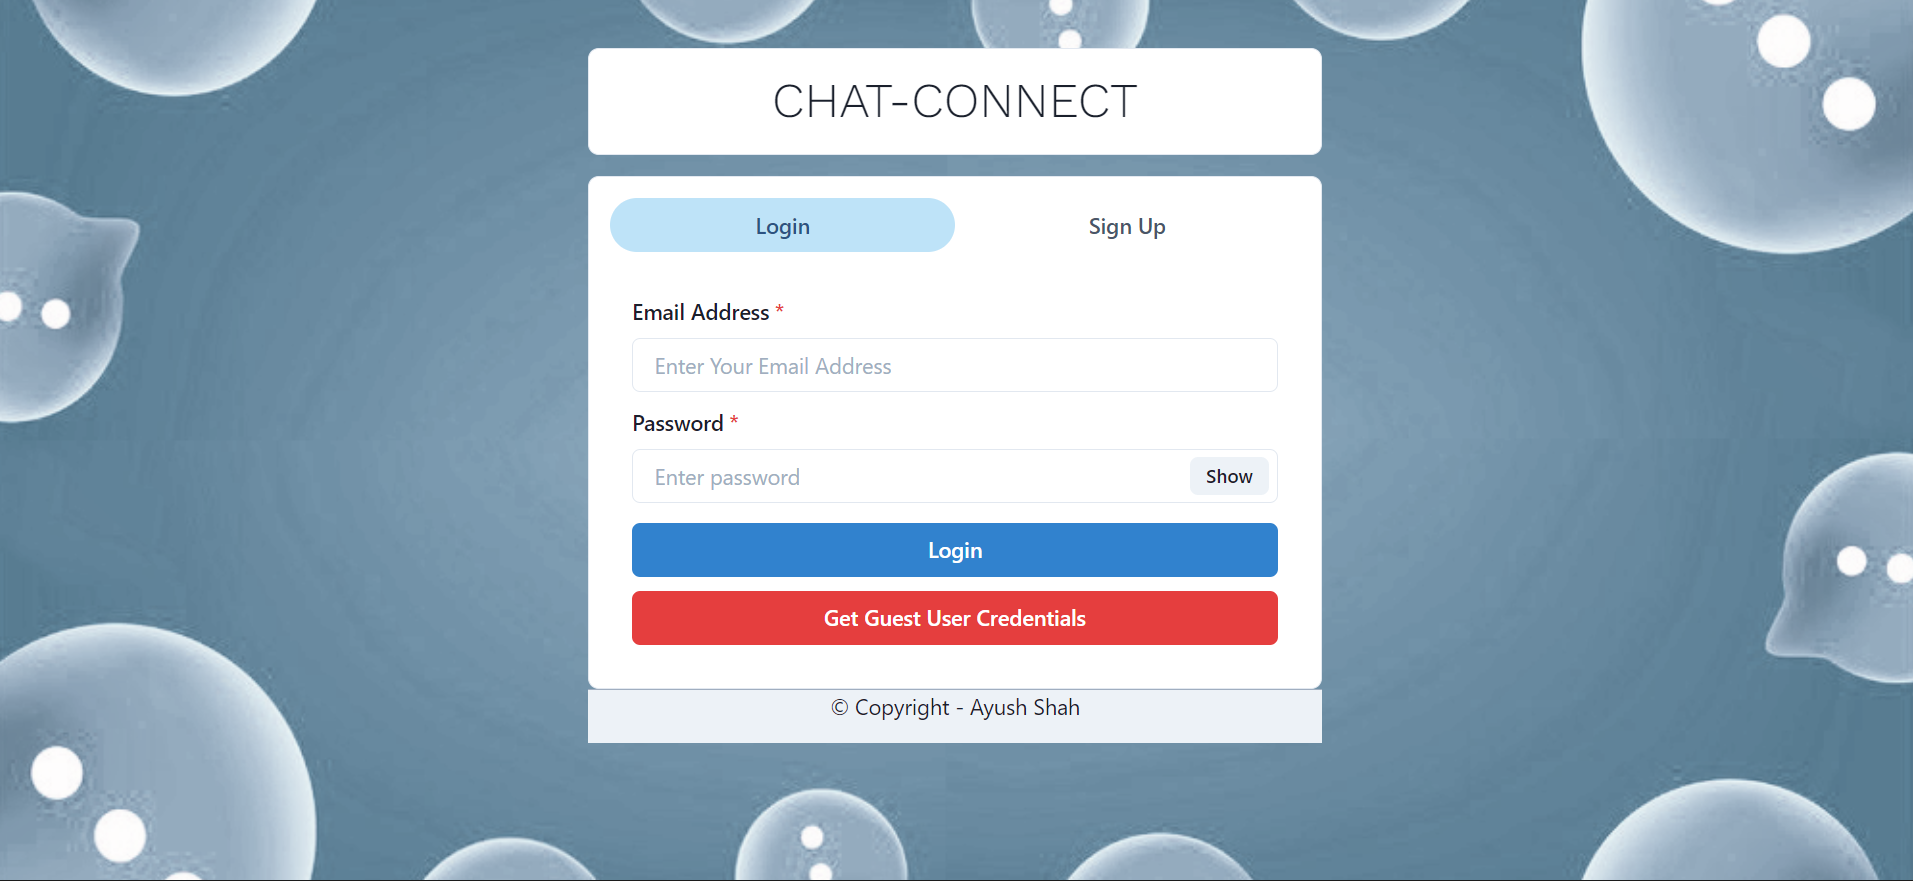 CHAT-CONNECT
Login
Sign Up
Email Address *
Enter Your Email Address
Password *
Enter password
Show
Login
Get Guest User Credentials
© Copyright - Ayush Shah